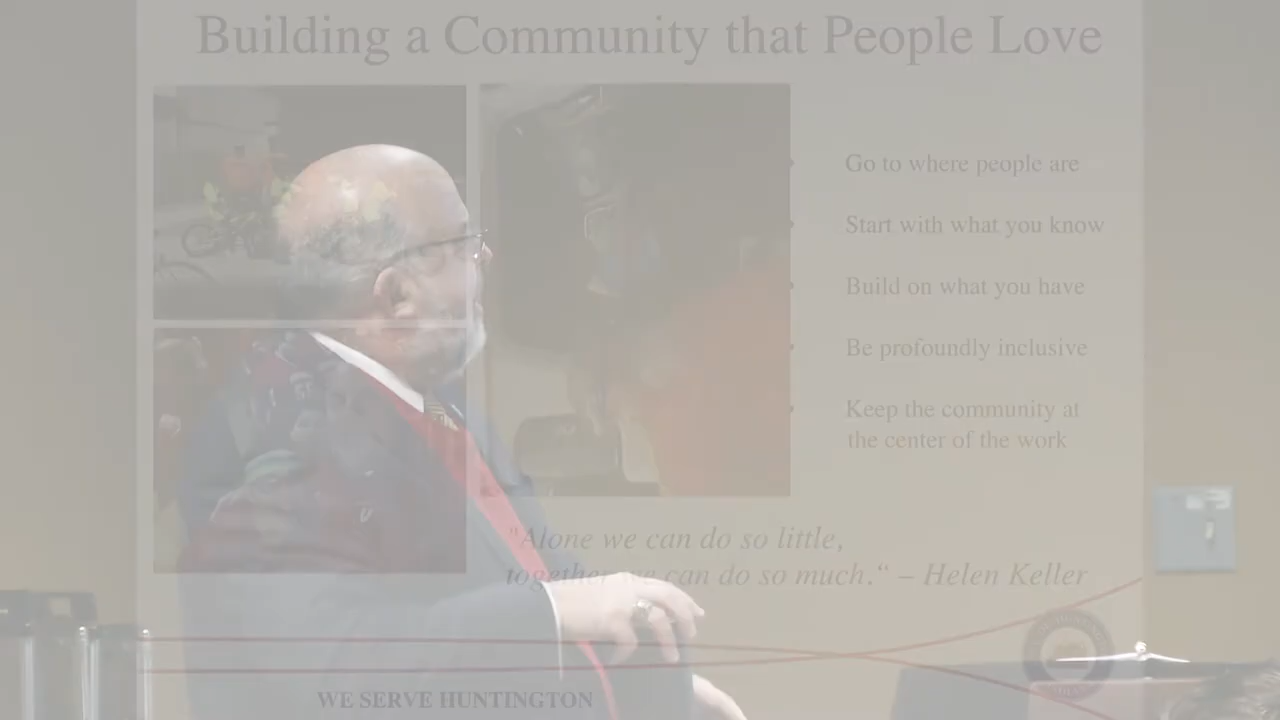 Building a Community that People Love
Go to where people are
Start with what you know
Build on what you have
Be profoundly inclusive
Keep the community at
the center of the work
"Alone we can do so little,
together we can do so much.“ – Helen Keller
WE SERVE HUNTINGTON